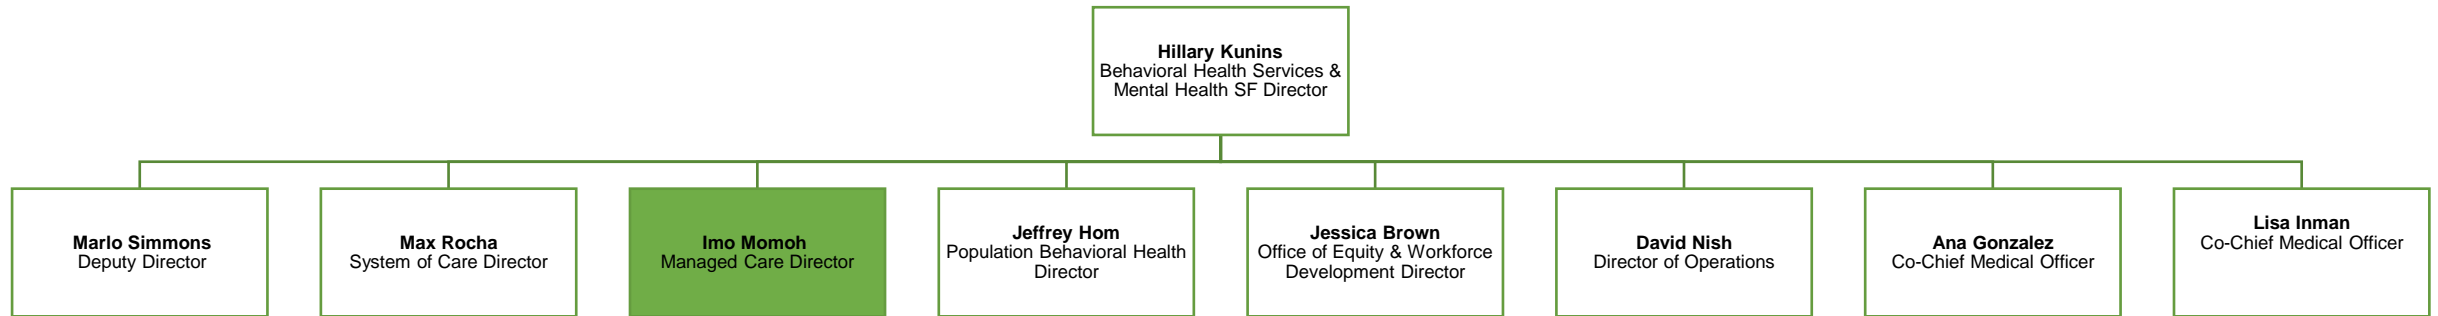 Hillary Kunins
Behavioral Health Services &
Mental Health SF Director
Marlo Simmons
Deputy Director
Max Rocha
System of Care Director
Imo Momoh
Managed Care Director
Jeffrey Hom
Population Behavioral Health
Director
Jessica Brown
Office of Equity & Workforce
Development Director
David Nish
Director of Operations
Ana Gonzalez
Co-Chief Medical Officer
Lisa Inman
Co-Chief Medical Officer